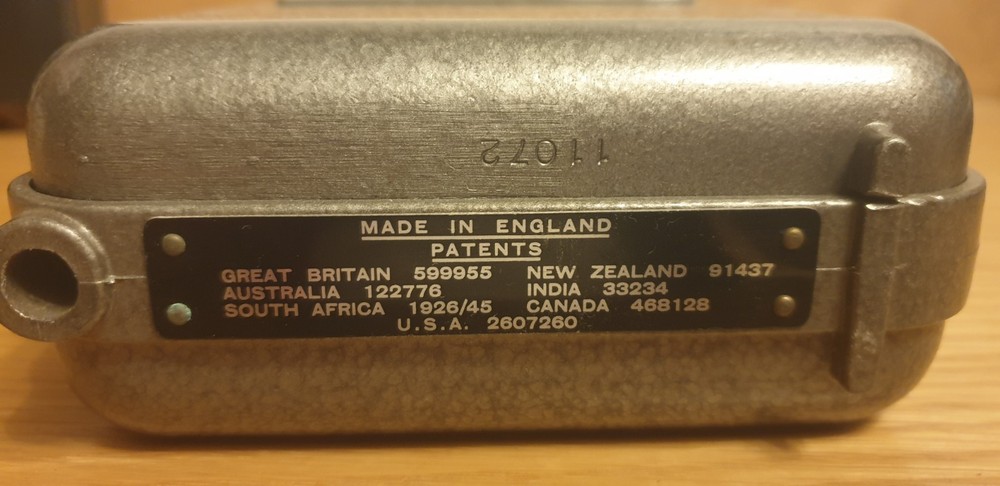 11072
MADE IN ENGLAND
PATENTS
GREAT BRITAIN 599955 NEW ZEALAND 91437
AUSTRALIA 122776 INDIA 33234
SOUTH AFRICA 1926/45 CANADA 468128
U.S.A. 2607260